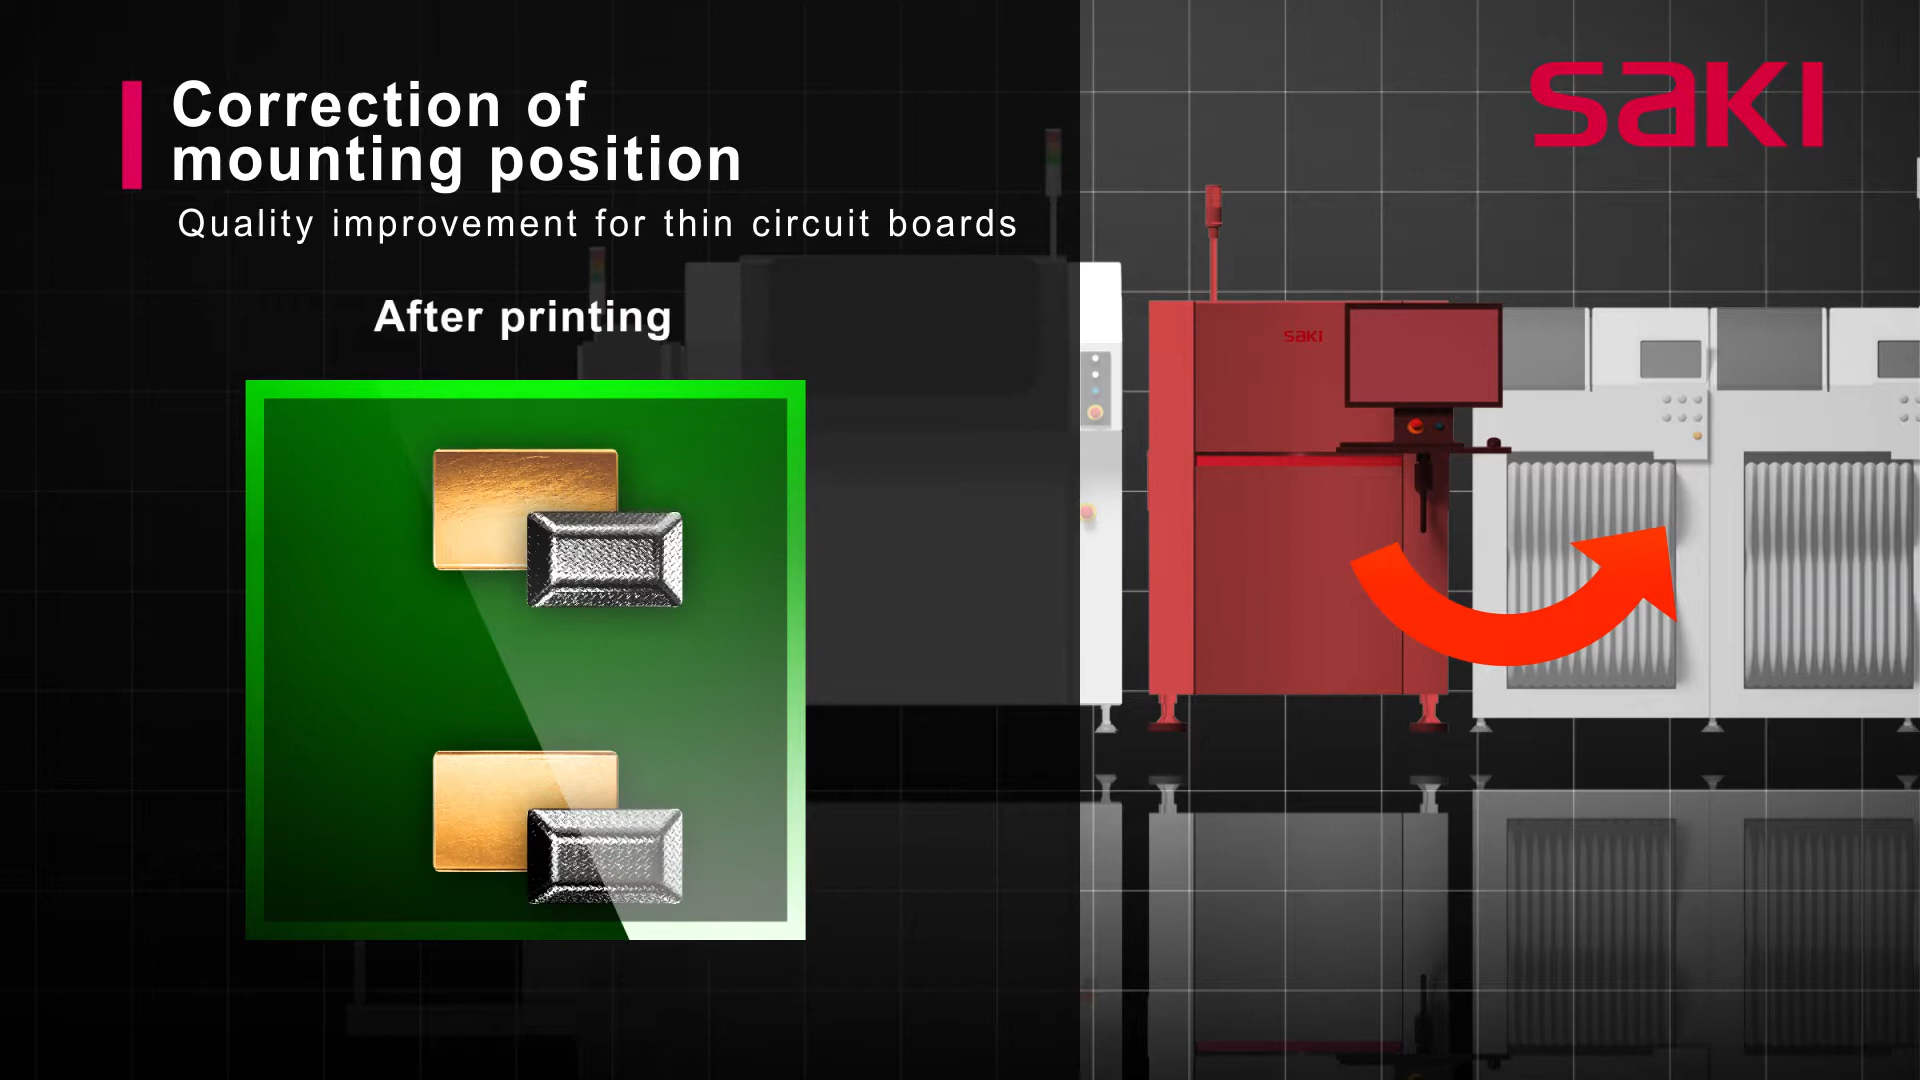 Correction of
mounting position
Quality improvement for thin circuit boards
After printing
saki
saki